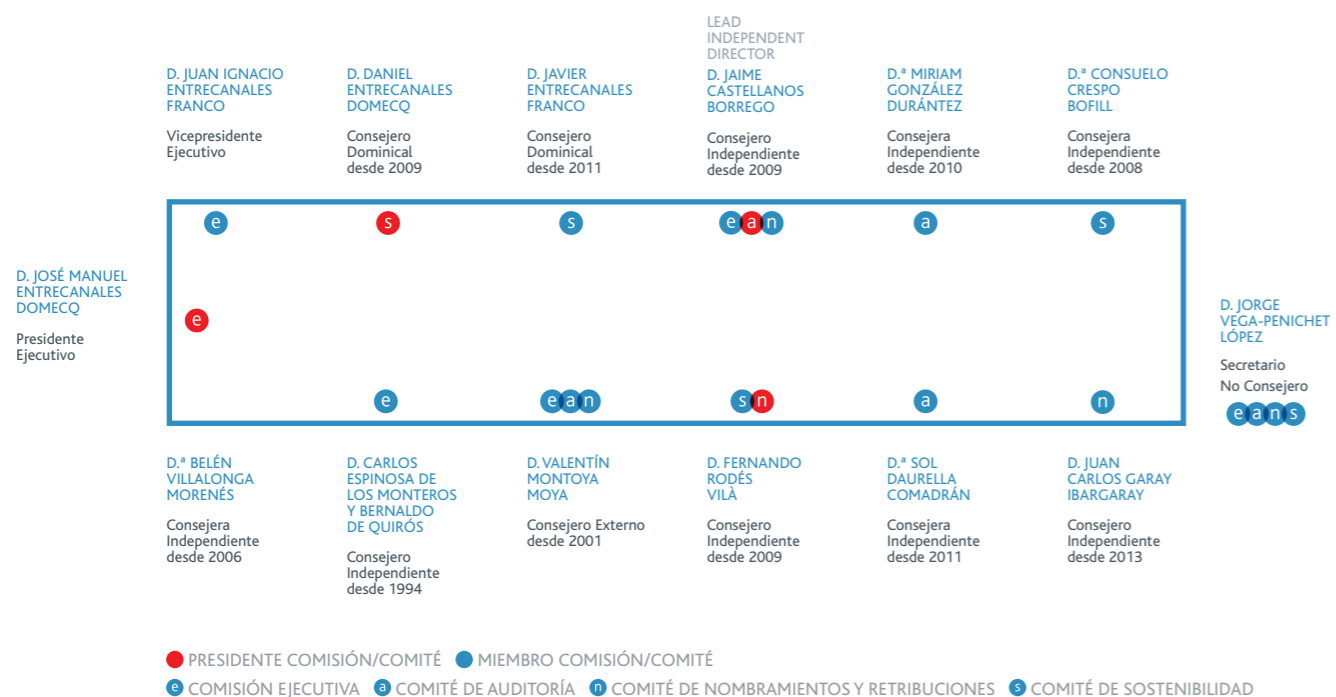 LEAD
INDEPENDENT
DIRECTOR
D. JUAN IGNACIO
ENTRECANALES
FRANCO
Vicepresidente
Ejecutivo
D. DANIEL
ENTRECANALES
DOMECQ
Consejero
Dominical
desde 2009
D. JAVIER
ENTRECANALES
FRANCO
Consejero
Dominical
desde 2011
D. JAIME
CASTELLANOS
BORREGO
Consejero
Independiente
desde 2009
D.ª MIRIAM
GONZÁLEZ
DURÁNTEZ
Consejera
Independiente
desde 2010
D.ª CONSUELO
CRESPO
BOFILL
Consejera
Independiente
desde 2008
e
s
s
e a n
a
s
D. JOSÉ MANUEL
ENTRECANALES
DOMECQ
Presidente
Ejecutivo
e
D. JORGE
VEGA-PENICHET
LÓPEZ
Secretario
No Consejero
e a n s
e
e a n
s n
a
n
D.ª BELÉN
VILLALONGA
MORENÉS
Consejera
Independiente
desde 2006
D. CARLOS
ESPINOSA DE
LOS MONTEROS
Y BERNALDO
DE QUIRÓS
Consejero
Independiente
desde 1994
D. VALENTÍN
MONTOYA
MOYA
Consejero Externo
desde 2001
D. FERNANDO
RODÉS
VILÀ
Consejero
Independiente
desde 2009
D.ª SOL
DAURELLA
COMADRÁN
Consejera
Independiente
desde 2011
D. JUAN
CARLOS GARAY
IBARGARAY
Consejero
Independiente
desde 2013
PRESIDENTE COMISIÓN/COMITÉ MIEMBRO COMISIÓN/COMITÉ
e COMISIÓN EJECUTIVA a COMITÉ DE AUDITORÍA n COMITÉ DE NOMBRAMIENTOS Y RETRIBUCIONES s COMITÉ DE SOSTENIBILIDAD